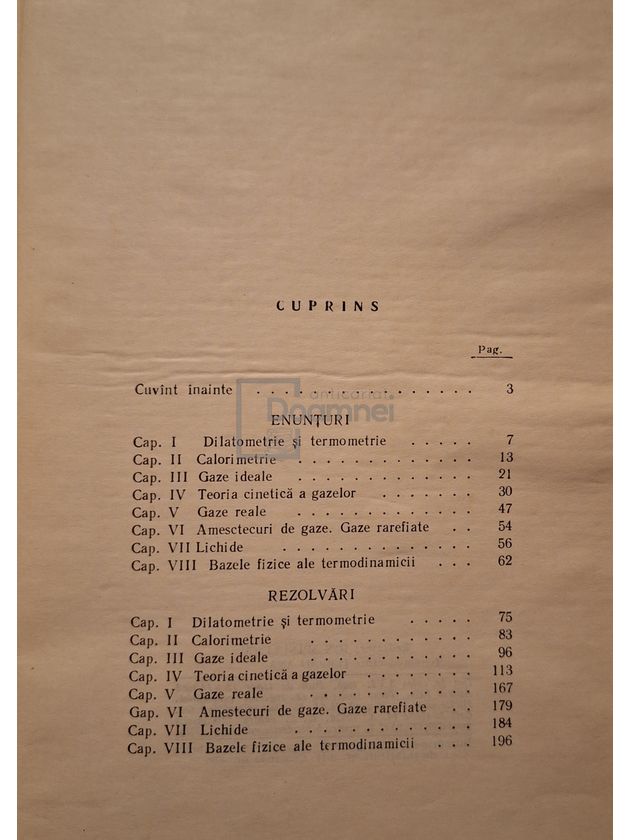 CUPRINS
Pag.
Cuvînt înainte . . . . . . . . . . . . . . . . 3
anticariat
Doamnei
ENUNȚURI
Cap. I Dilatometrie și termometrie . . . . . 7
Cap. II Calorimetrie . . . . . . . . . . . . . 13
Cap. III Gaze ideale . . . . . . . . . . . . 21
Cap. IV Teoria cinetică a gazelor . . . . . . . 30
Cap. V Gaze reale . . . . . . . . . . . . 47
Cap. VI Amesctecuri de gaze. Gaze rarefiate . . 54
Cap. VII Lichide . . . . . . . . . . . . . . 56
Cap. VIII Bazele fizice ale termodinamicii . . . 62
REZOLVĂRI
Cap. I Dilatometrie și termometrie . . . . . 75
Cap. II Calorimetrie . . . . . . . . . . . . 83
Cap. III Gaze ideale . . . . . . . . . . . . 96
Cap. IV Teoria cinetică a gazelor . . . . . . . . 113
Cap. V Gaze reale . . . . . . . . . . . . 167
Gap. VI Amestecuri de gaze. Gaze rarefiate . . 179
Cap. VII Lichide . . . . . . . . . . . . . 184
Cap. VIII Bazele fizice ale termodinamicii . . . 196